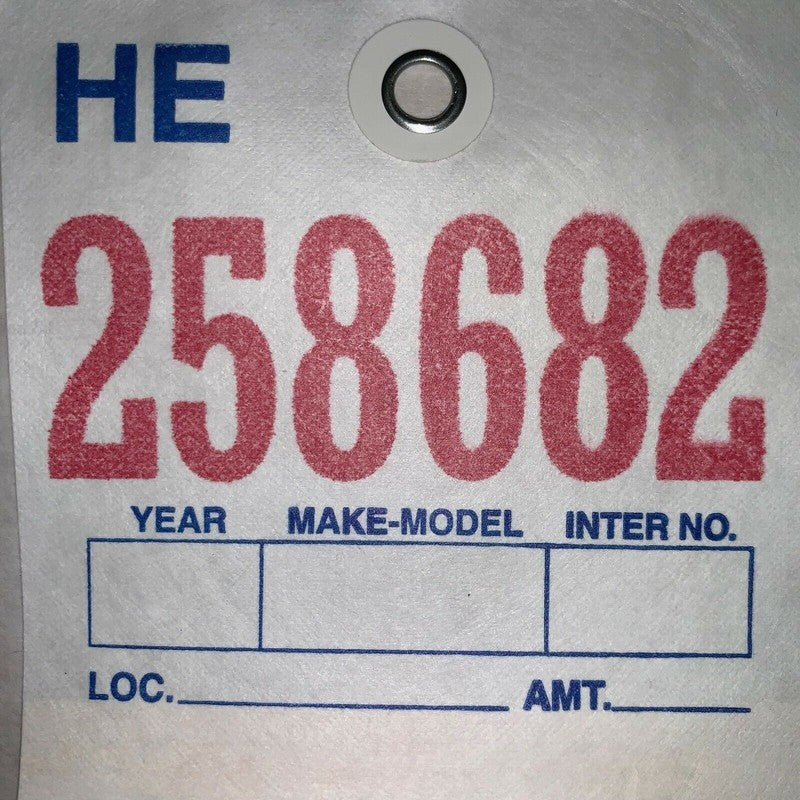 HE
258682
YEAR MAKE-MODEL INTER NO.
LOC. AMT.